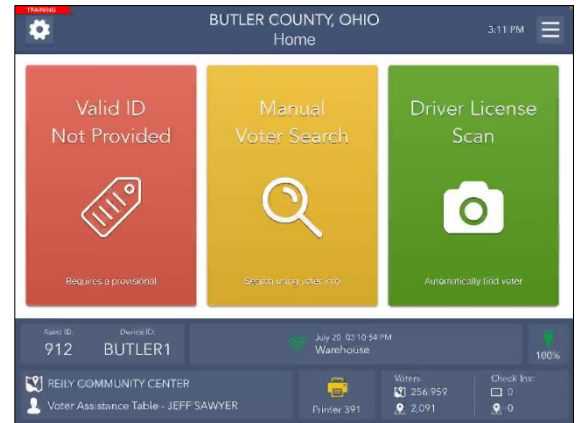 TRAINING
BUTLER COUNTY, OHIO
Home
3:11 PM
Valid ID
Not Provided
Requires a provisional
Manual
Voter Search
Search using voter info
Driver License
Scan
Automatically find voter
912
Device ID:
BUTLER1
July 20 03:10:54 PM
Warehouse
100%
REILY COMMUNITY CENTER
Voter Assistance Table - JEFF SAWYER
Printer 391
Voters:
256,959
2,091
Check Ins:
0
0